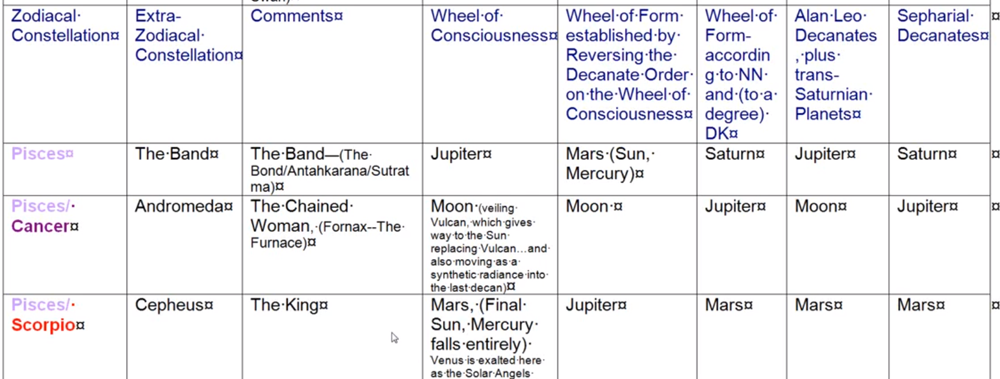 Zodiacal Constellation¤
Extra-Zodiacal Constellation¤
Comments¤
Wheel of Consciousness¤
Wheel of Form established by Reversing the Decanate Order on the Wheel of Consciousness¤
Wheel of Form-according to NN and (to a degree) DK¤
Alan Leo Decanates, plus trans-Saturnian Planets¤
Sepharial Decanates¤
¤
Pisces¤
The Band¤
The Band—(The Bond/Antahkarana/Sutratma)¤
Jupiter¤
Mars (Sun, Mercury)¤
Saturn¤
Jupiter¤
Saturn¤
¤
Pisces/ Cancer¤
Andromeda¤
The Chained Woman, (Fornax--The Furnace)¤
Moon (veiling Vulcan, which gives way to the Sun replacing Vulcan…and also moving as a synthetic radiance into the last decan)¤
Moon ¤
Jupiter¤
Moon¤
Jupiter¤
¤
Pisces/ Scorpio¤
Cepheus¤
The King¤
Mars, (Final Sun, Mercury falls entirely) Venus is exalted here as the Solar Angels
Jupiter¤
Mars¤
Mars¤
Mars¤
¤